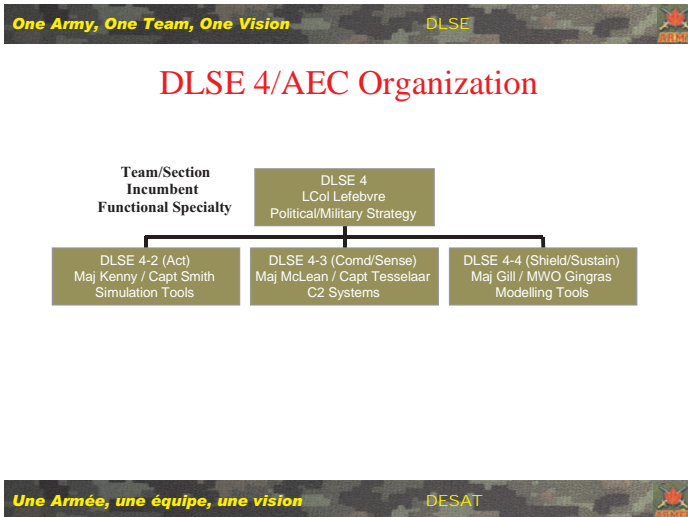 One Army, One Team, One Vision DLSE
ARMY
DLSE 4/AEC Organization
Team/Section
Incumbent
Functional Specialty
DLSE 4
LCol Lefebvre
Political/Military Strategy
DLSE 4-2 (Act)
Maj Kenny / Capt Smith
Simulation Tools
DLSE 4-3 (Comd/Sense)
Maj McLean / Capt Tesselaar
C2 Systems
DLSE 4-4 (Shield/Sustain)
Maj Gill / MWO Gingras
Modelling Tools
Une Armée, une équipe, une vision DESAT